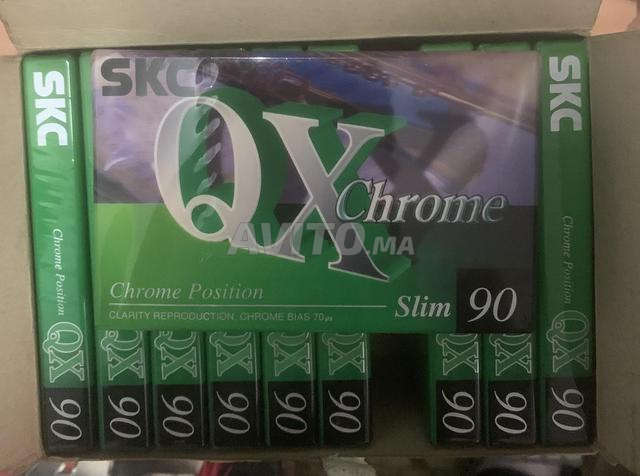 SKC
QX
Chrome
Chrome Position
CLARITY REPRODUCTION, CHROME BIAS 70µs
Slim 90
AVITO.MA
SKC
Chrome Position
QX
90
QX
90
QX
90
QX
90
QX
90
QX
90
QX
90
QX
90
SKC
Chrome Position
QX
90